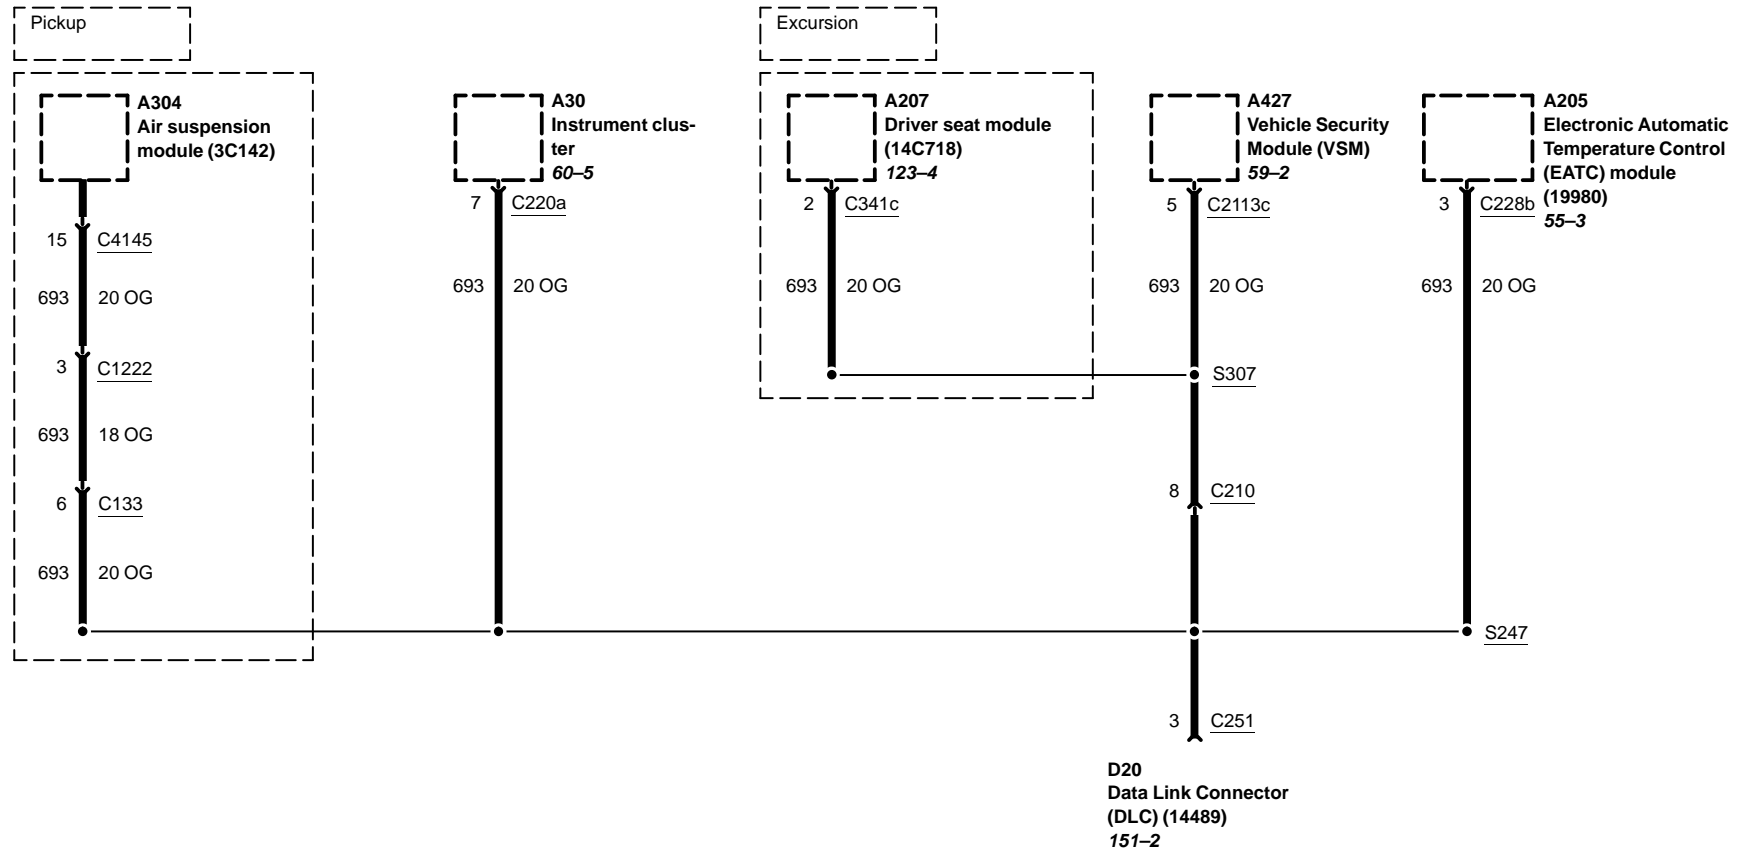 Pickup
Excursion
A304
Air suspension
module (3C142)
A30
Instrument clus-
ter
60–5
A207
Driver seat module
(14C718)
123–4
A427
Vehicle Security
Module (VSM)
59–2
A205
Electronic Automatic
Temperature Control
(EATC) module
(19980)
55–3
7 C220a
2 C341c
5 C2113c
3 C228b
15 C4145
693 20 OG
693 20 OG
693 20 OG
693 20 OG
693 20 OG
3 C1222
S307
693 18 OG
6 C133
8 C210
693 20 OG
S247
3 C251
D20
Data Link Connector
(DLC) (14489)
151–2